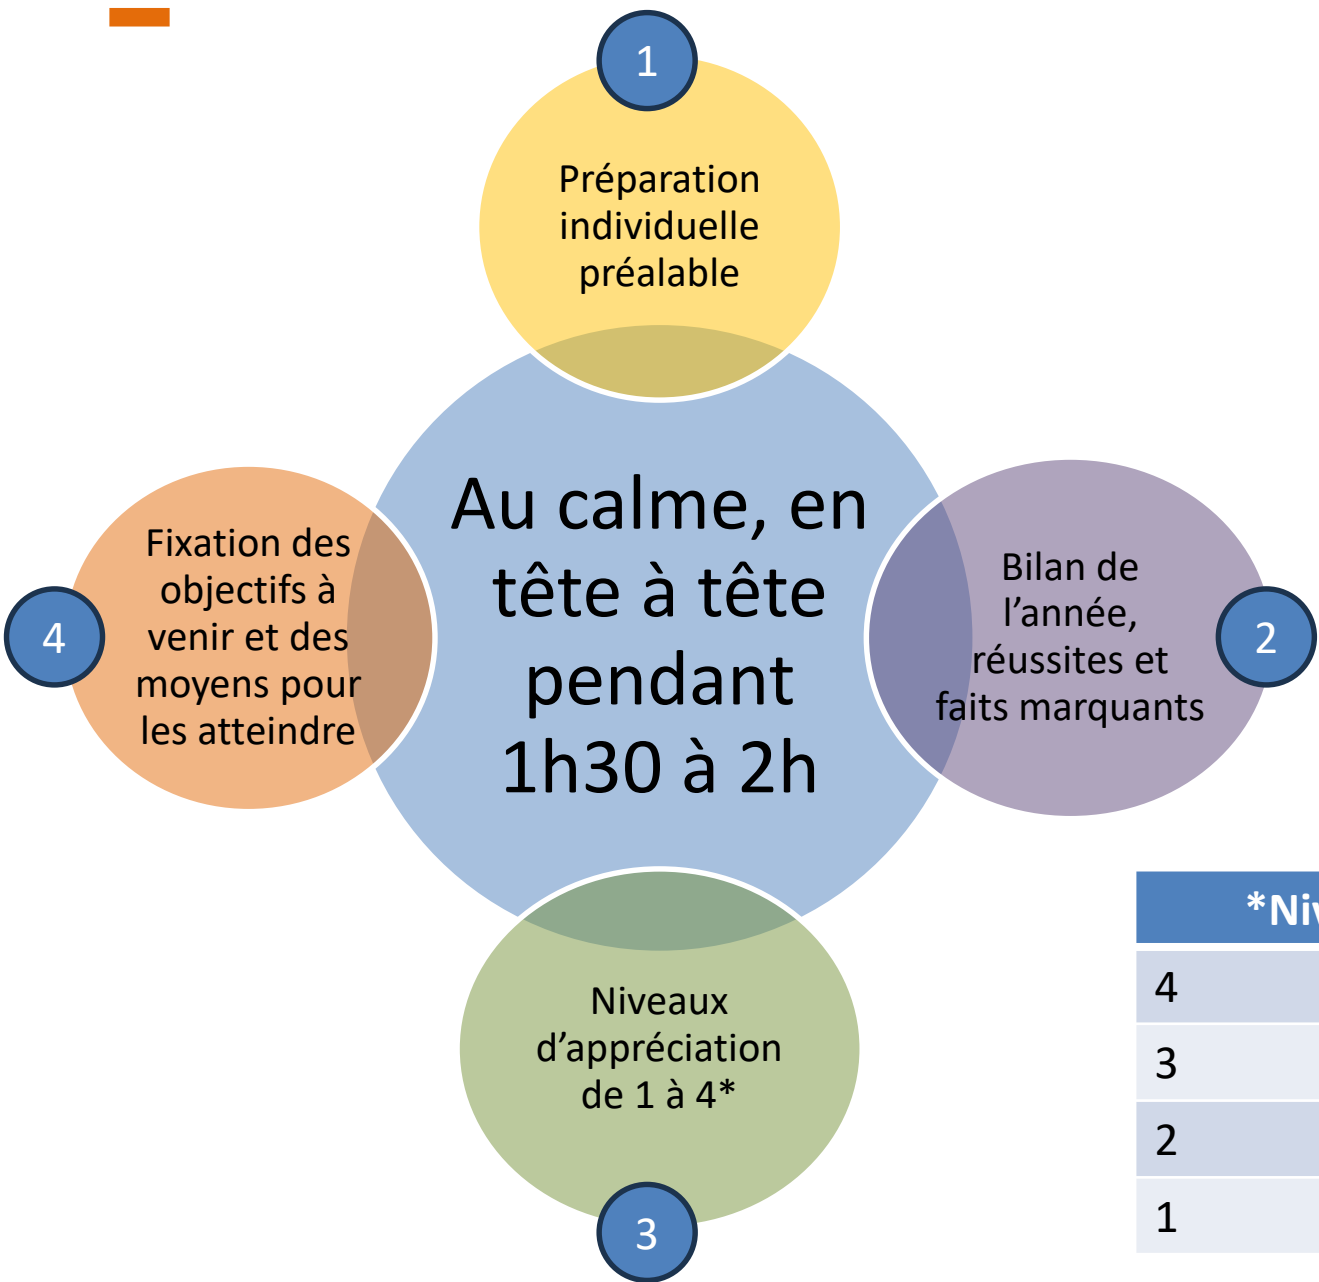 1
Préparation
individuelle
préalable
Au calme, en
tête à tête
pendant
1h30 à 2h
Bilan de
l’année,
réussites et
faits marquants
2
Niveaux
d’appréciation
de 1 à 4*
3
Fixation des
objectifs à
venir et des
moyens pour
les atteindre
4
4
3
2
1